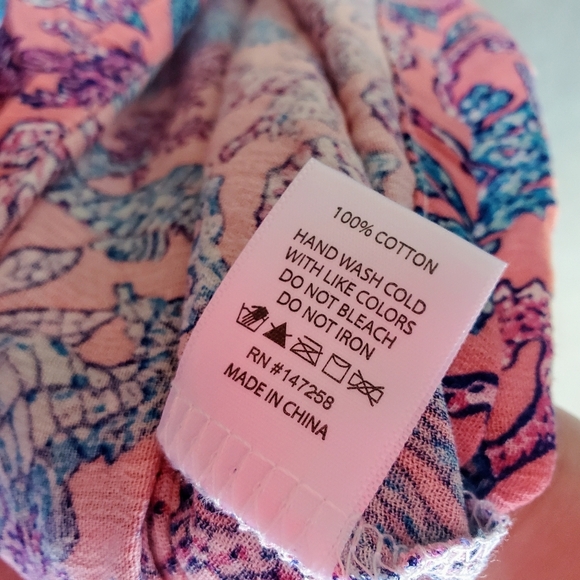 100% COTTON
HAND WASH COLD
WITH LIKE COLORS
DO NOT BLEACH
DO NOT IRON
RN #147258
MADE IN CHINA